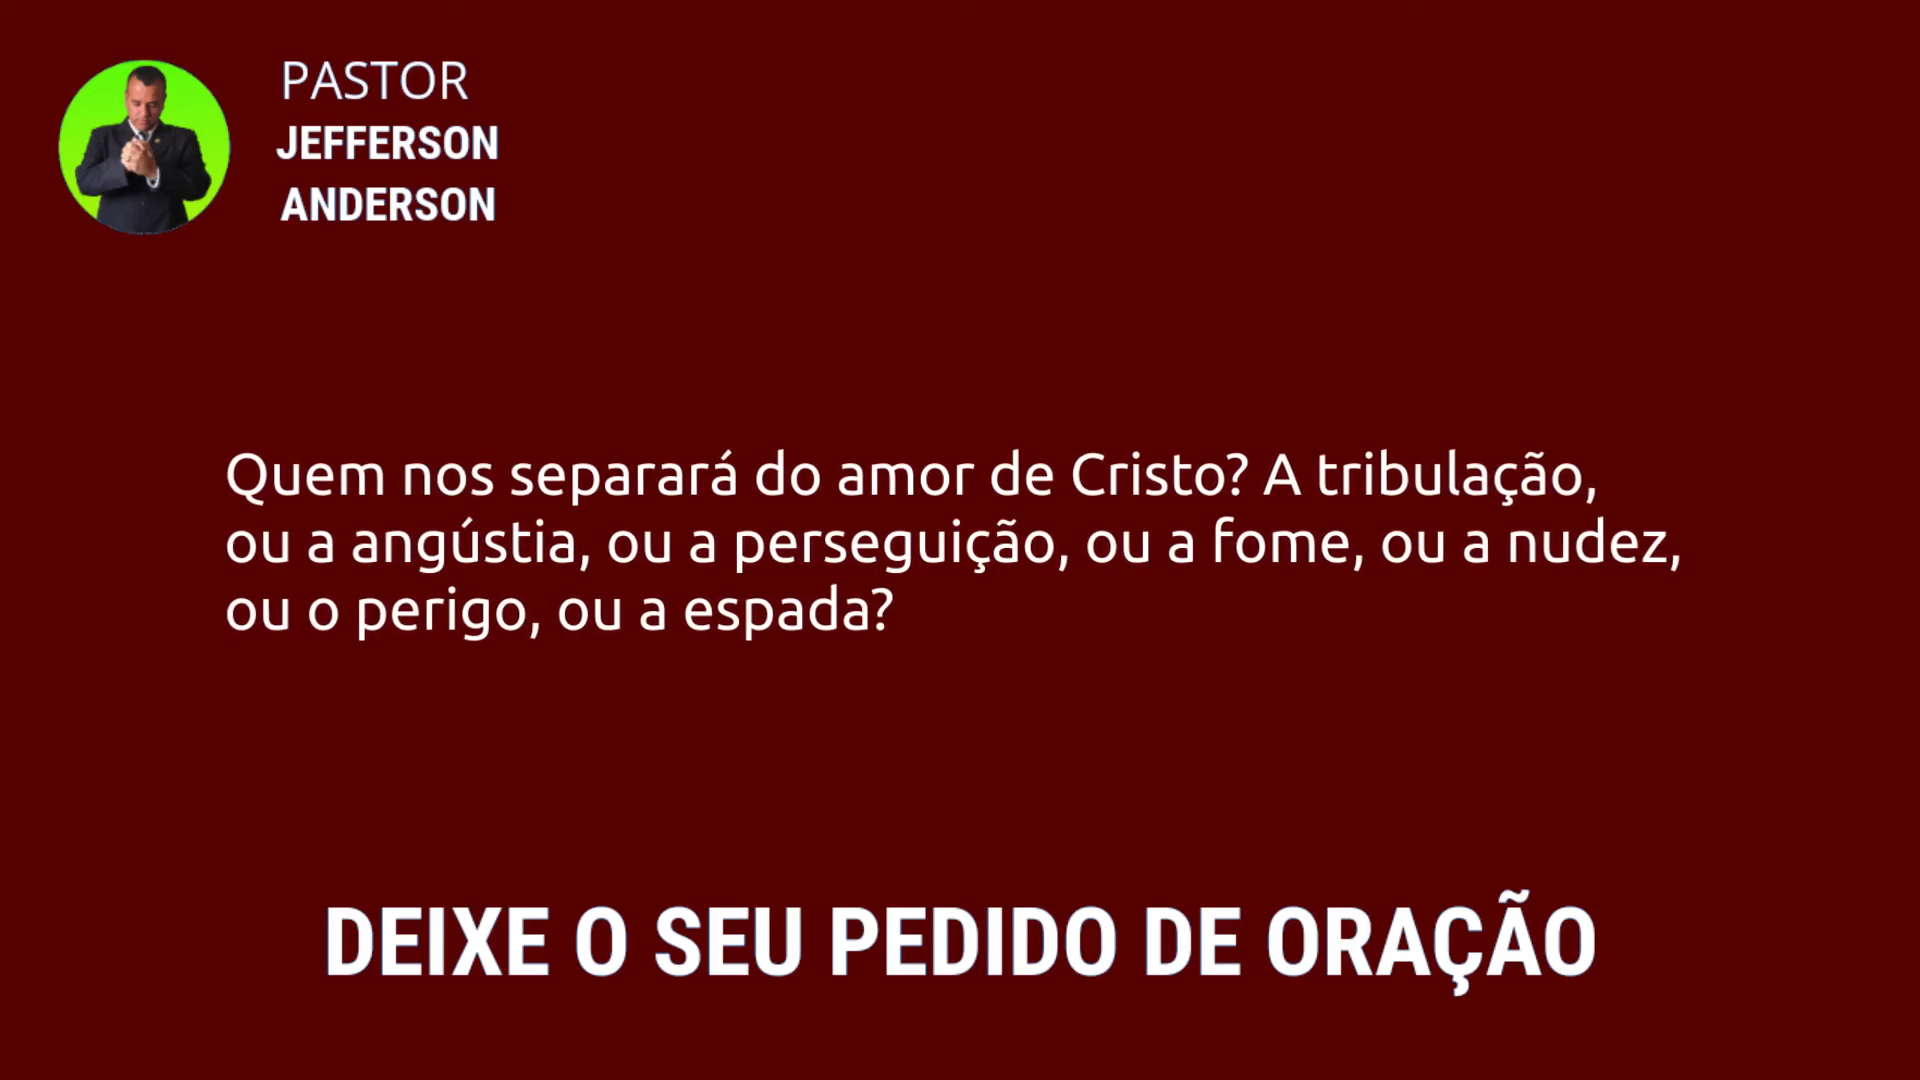 PASTOR
JEFFERSON
ANDERSON
Quem nos separará do amor de Cristo? A tribulação,
ou a angústia, ou a perseguição, ou a fome, ou a nudez,
ou o perigo, ou a espada?
DEIXE O SEU PEDIDO DE ORAÇÃO